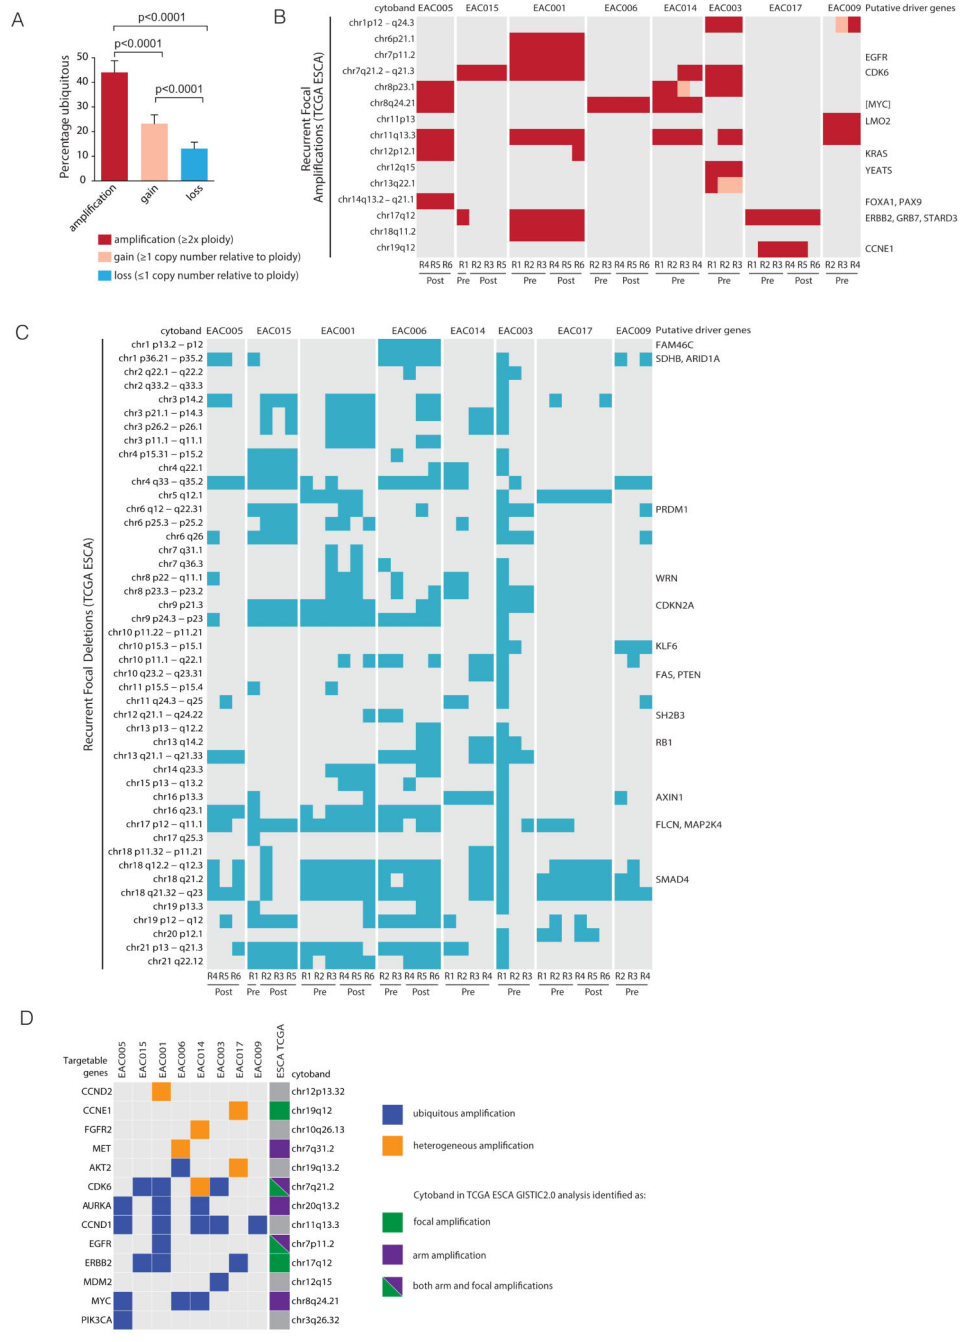 A
p<0.0001
p<0.0001
p<0.0001
Percentage ubiquitous
50
40
30
20
10
0
amplification
gain
loss
amplification (≥2x ploidy)
gain (≥1 copy number relative to ploidy)
loss (≤1 copy number relative to ploidy)
B
cytoband EAC005 EAC015 EAC001 EAC006 EAC014 EAC003 EAC017 EAC009 Putative driver genes
Recurrent Focal
Amplifications (TCGA ESCA)
chr1p12 – q24.3
chr6p21.1
chr7p11.2 EGFR
chr7q21.2 – q21.3 CDK6
chr8p23.1
chr8q24.21 [MYC]
chr11p13 LMO2
chr11q13.3
chr12p12.1 KRAS
chr12q15 YEATS
chr13q22.1
chr14q13.2 – q21.1 FOXA1, PAX9
chr17q12 ERBB2, GRB7, STARD3
chr18q11.2
chr19q12 CCNE1
R4 R5 R6 R1 R2 R3 R5 R1 R2 R3 R4 R5 R6 R2 R3 R4 R5 R6 R1 R2 R3 R4 R1 R2 R3 R1 R2 R3 R4 R5 R6 R2 R3 R4
Post Pre Post Pre Post Pre Post Pre Pre Pre Post Pre
C
cytoband EAC005 EAC015 EAC001 EAC006 EAC014 EAC003 EAC017 EAC009 Putative driver genes
Recurrent Focal Deletions (TCGA ESCA)
chr1 p13.2 – p12 FAM46C
chr1 p36.21 – p35.2 SDHB, ARID1A
chr2 q22.1 – q22.2
chr2 q33.2 – q33.3
chr3 p14.2
chr3 p21.1 – p14.3
chr3 p26.2 – p26.1
chr3 p11.1 – q11.1
chr4 p15.31 – p15.2
chr4 q22.1
chr4 q33 – q35.2
chr5 q12.1
chr6 q12 – q22.31 PRDM1
chr6 p25.3 – p25.2
chr6 q26
chr7 q31.1
chr7 q36.3
chr8 p22 – q11.1 WRN
chr8 p23.3 – p23.2
chr9 p21.3 CDKN2A
chr9 p24.3 – p23
chr10 p11.22 – p11.21
chr10 p15.3 – p15.1 KLF6
chr10 p11.1 – q22.1
chr10 q23.2 – q23.31 FAS, PTEN
chr11 p15.5 – p15.4
chr11 q24.3 – q25
chr12 q21.1 – q24.22 SH2B3
chr13 p13 – q12.2
chr13 q14.2 RB1
chr13 q21.1 – q21.33
chr14 q23.3
chr15 p13 – q13.2
chr16 p13.3 AXIN1
chr16 q23.1
chr17 p12 – q11.1 FLCN, MAP2K4
chr17 q25.3
chr18 p11.32 – p11.21
chr18 q12.2 – q12.3
chr18 q21.2 SMAD4
chr18 q21.32 – q23
chr19 p13.3
chr19 p12 – q12
chr20 p12.1
chr21 p13 – q21.3
chr21 q22.12
R4 R5 R6 R1 R2 R3 R5 R1 R2 R3 R4 R5 R6 R2 R3 R4 R5 R6 R1 R2 R3 R4 R1 R2 R3 R1 R2 R3 R4 R5 R6 R2 R3 R4
Post Pre Post Pre Post Pre Post Pre Pre Pre Post Pre
D
Targetable
genes
EAC005 EAC015 EAC001 EAC006 EAC014 EAC003 EAC017 EAC009 ESCA TCGA
cytoband
CCND2 chr12p13.32
CCNE1 chr19q12
FGFR2 chr10q26.13
MET chr7q31.2
AKT2 chr19q13.2
CDK6 chr7q21.2
AURKA chr20q13.2
CCND1 chr11q13.3
EGFR chr7p11.2
ERBB2 chr17q12
MDM2 chr12q15
MYC chr8q24.21
PIK3CA chr3q26.32
ubiquitous amplification
heterogeneous amplification
Cytoband in TCGA ESCA GISTIC2.0 analysis identified as:
focal amplification
arm amplification
both arm and focal amplifications